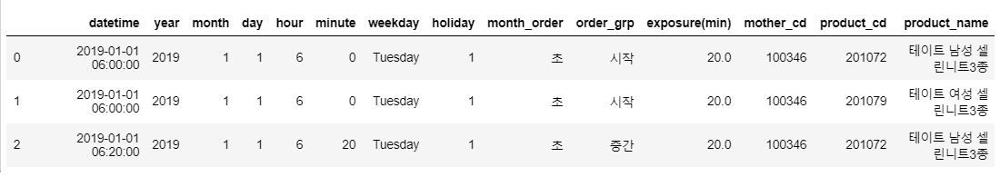 datetime year month day hour minute weekday holiday month_order order_grp exposure(min) mother_cd product_cd product_name
0 2019-01-01 06:00:00 2019 1 1 6 0 Tuesday 1 초 시작 20.0 100346 201072 테이트 남성 셀린니트3종
1 2019-01-01 06:00:00 2019 1 1 6 0 Tuesday 1 초 시작 20.0 100346 201079 테이트 여성 셀린니트3종
2 2019-01-01 06:20:00 2019 1 1 6 20 Tuesday 1 초 중간 20.0 100346 201072 테이트 남성 셀린니트3종